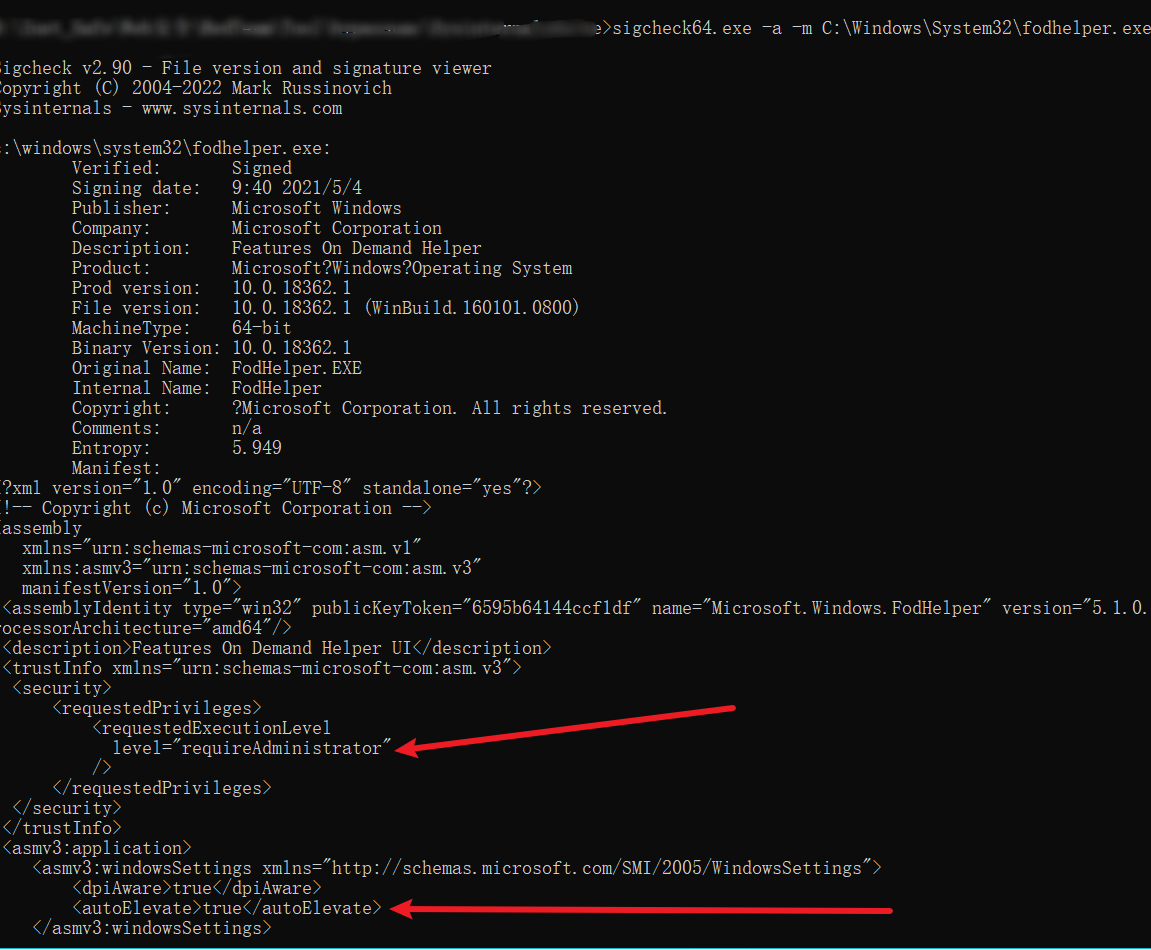 e>sigcheck64.exe -a -m C:\Windows\System32\fodhelper.exe
Sigcheck v2.90 - File version and signature viewer
Copyright (C) 2004-2022 Mark Russinovich
Sysinternals - www.sysinternals.com
:\windows\system32\fodhelper.exe:
Verified: Signed
Signing date: 9:40 2021/5/4
Publisher: Microsoft Windows
Company: Microsoft Corporation
Description: Features On Demand Helper
Product: Microsoft?Windows?Operating System
Prod version: 10.0.18362.1
File version: 10.0.18362.1 (WinBuild.160101.0800)
MachineType: 64-bit
Binary Version: 10.0.18362.1
Original Name: FodHelper.EXE
Internal Name: FodHelper
Copyright: ?Microsoft Corporation. All rights reserved.
Comments: n/a
Entropy: 5.949
Manifest:
<?xml version="1.0" encoding="UTF-8" standalone="yes"?>
<!-- Copyright (c) Microsoft Corporation -->
<assembly
xmlns="urn:schemas-microsoft-com:asm.v1"
xmlns:asmv3="urn:schemas-microsoft-com:asm.v3"
manifestVersion="1.0">
<assemblyIdentity type="win32" publicKeyToken="6595b64144ccf1df" name="Microsoft.Windows.FodHelper" version="5.1.0.
rocessorArchitecture="amd64"/>
<description>Features On Demand Helper UI</description>
<trustInfo xmlns="urn:schemas-microsoft-com:asm.v3">
<security>
<requestedPrivileges>
<requestedExecutionLevel
level="requireAdministrator"
/>
</requestedPrivileges>
</security>
</trustInfo>
<asmv3:application>
<asmv3:windowsSettings xmlns="http://schemas.microsoft.com/SMI/2005/WindowsSettings">
<dpiAware>true</dpiAware>
<autoElevate>true</autoElevate>
</asmv3:windowsSettings>